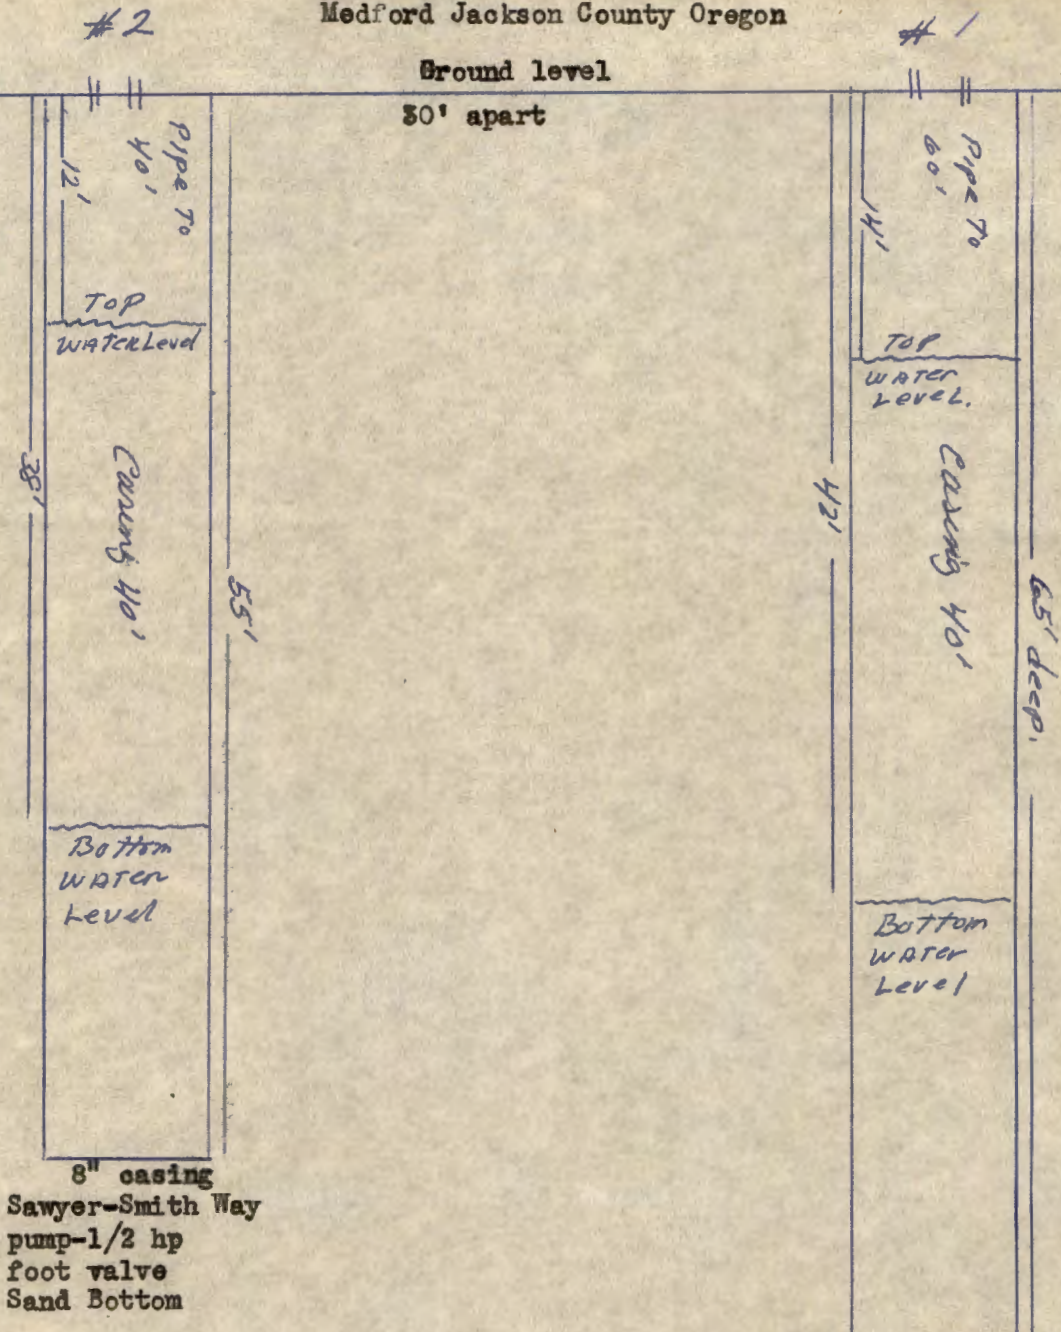 Medford Jackson County Oregon
# 2
# 1
Ground level
30' apart
Pipe To
40'
12'
TOP
WATER Level
38'
Casing 40'
55'
Bottom
WATER
Level
8" casing
Sawyer-Smith Way
pump-1/2 hp
foot valve
Sand Bottom
Pipe To
60'
14'
TOP
WATER
Level.
42'
Casing 40'
65' deep.
Bottom
WATER
Level